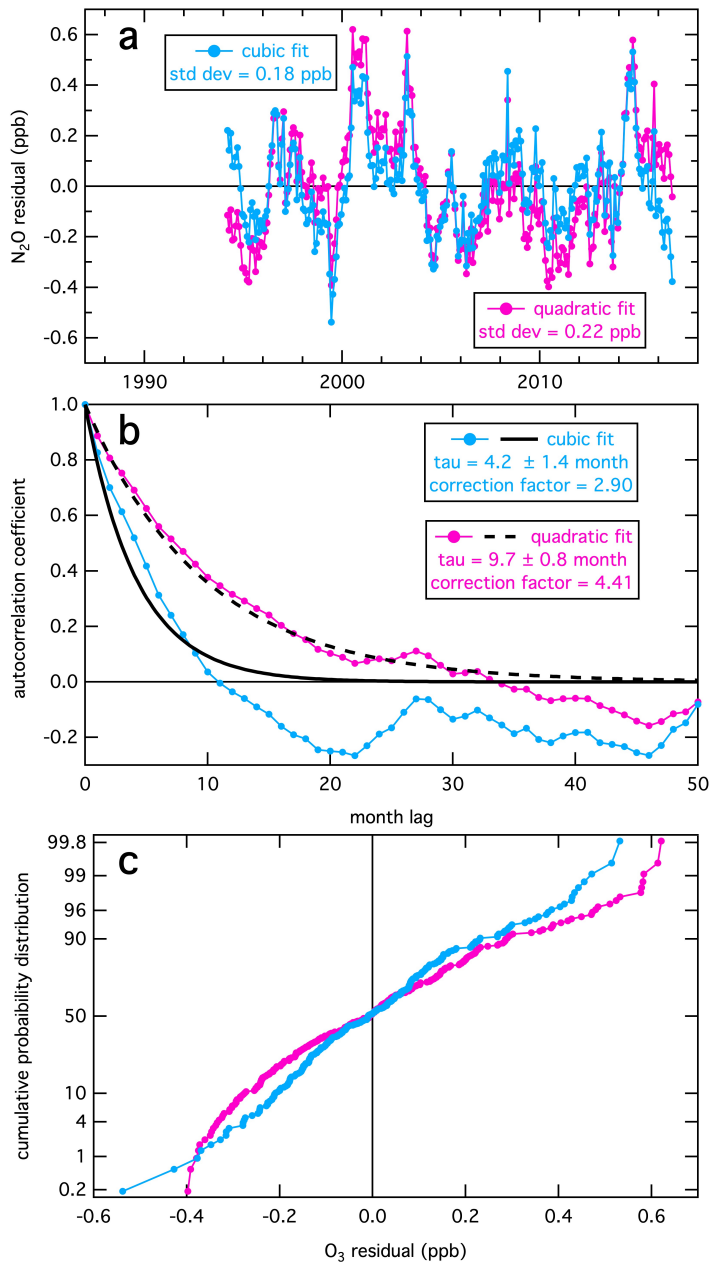 a
cubic fit
std dev = 0.18 ppb
quadratic fit
std dev = 0.22 ppb
N2O residual (ppb)
0.6
0.4
0.2
0.0
-0.2
-0.4
-0.6
1990
2000
2010
b
cubic fit
tau = 4.2 ± 1.4 month
correction factor = 2.90
quadratic fit
tau = 9.7 ± 0.8 month
correction factor = 4.41
autocorrelation coefficient
1.0
0.8
0.6
0.4
0.2
0.0
-0.2
0
10
20
30
40
50
month lag
c
cumulative probaibility distribution
99.8
99
96
90
50
10
4
1
0.2
-0.6
-0.4
-0.2
0.0
0.2
0.4
0.6
O3 residual (ppb)